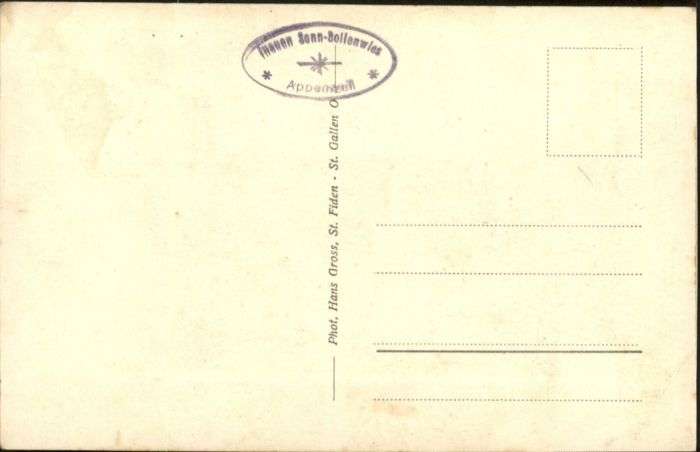 Sonn-Bollenwies
Appenzell
Phot. Hans Gross, St. Fiden - St. Gallen O